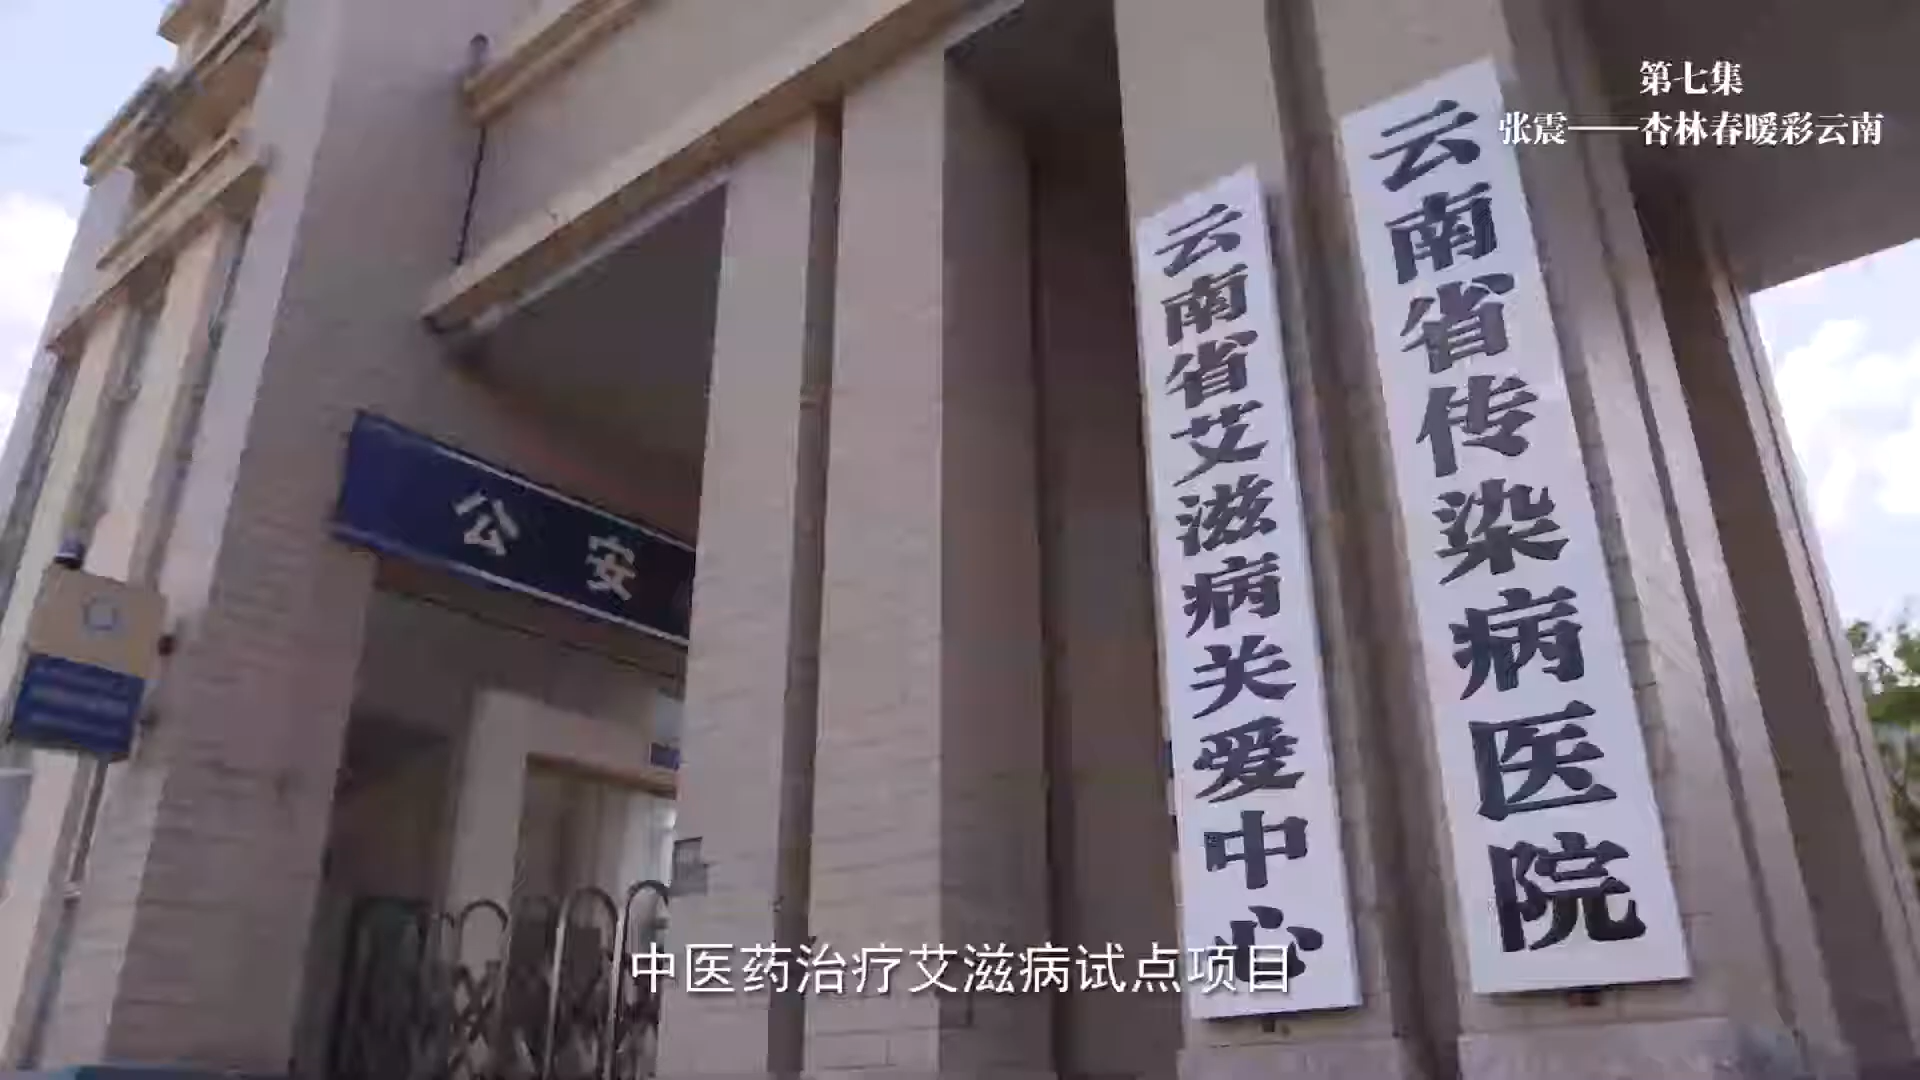 第七集
张震——杏林春暖彩云南
云南省传染病医院
云南省艾滋病关爱中心
公安
中医药治疗艾滋病试点项目